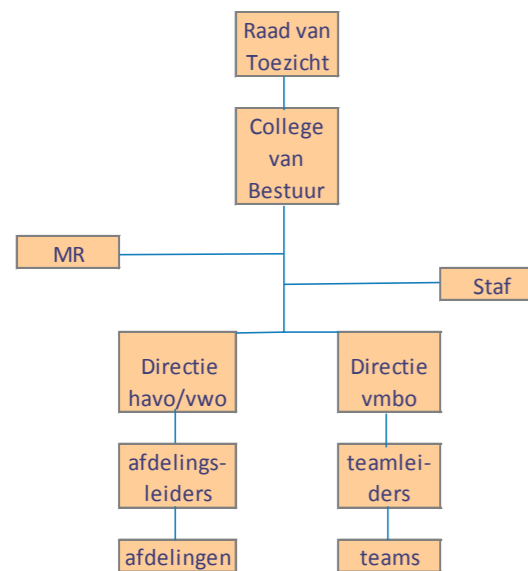 Raad van
Toezicht
College
van
Bestuur
MR
Staf
Directie
havo/vwo
Directie
vmbo
afdelings-
leiders
teamlei-
ders
afdelingen
teams